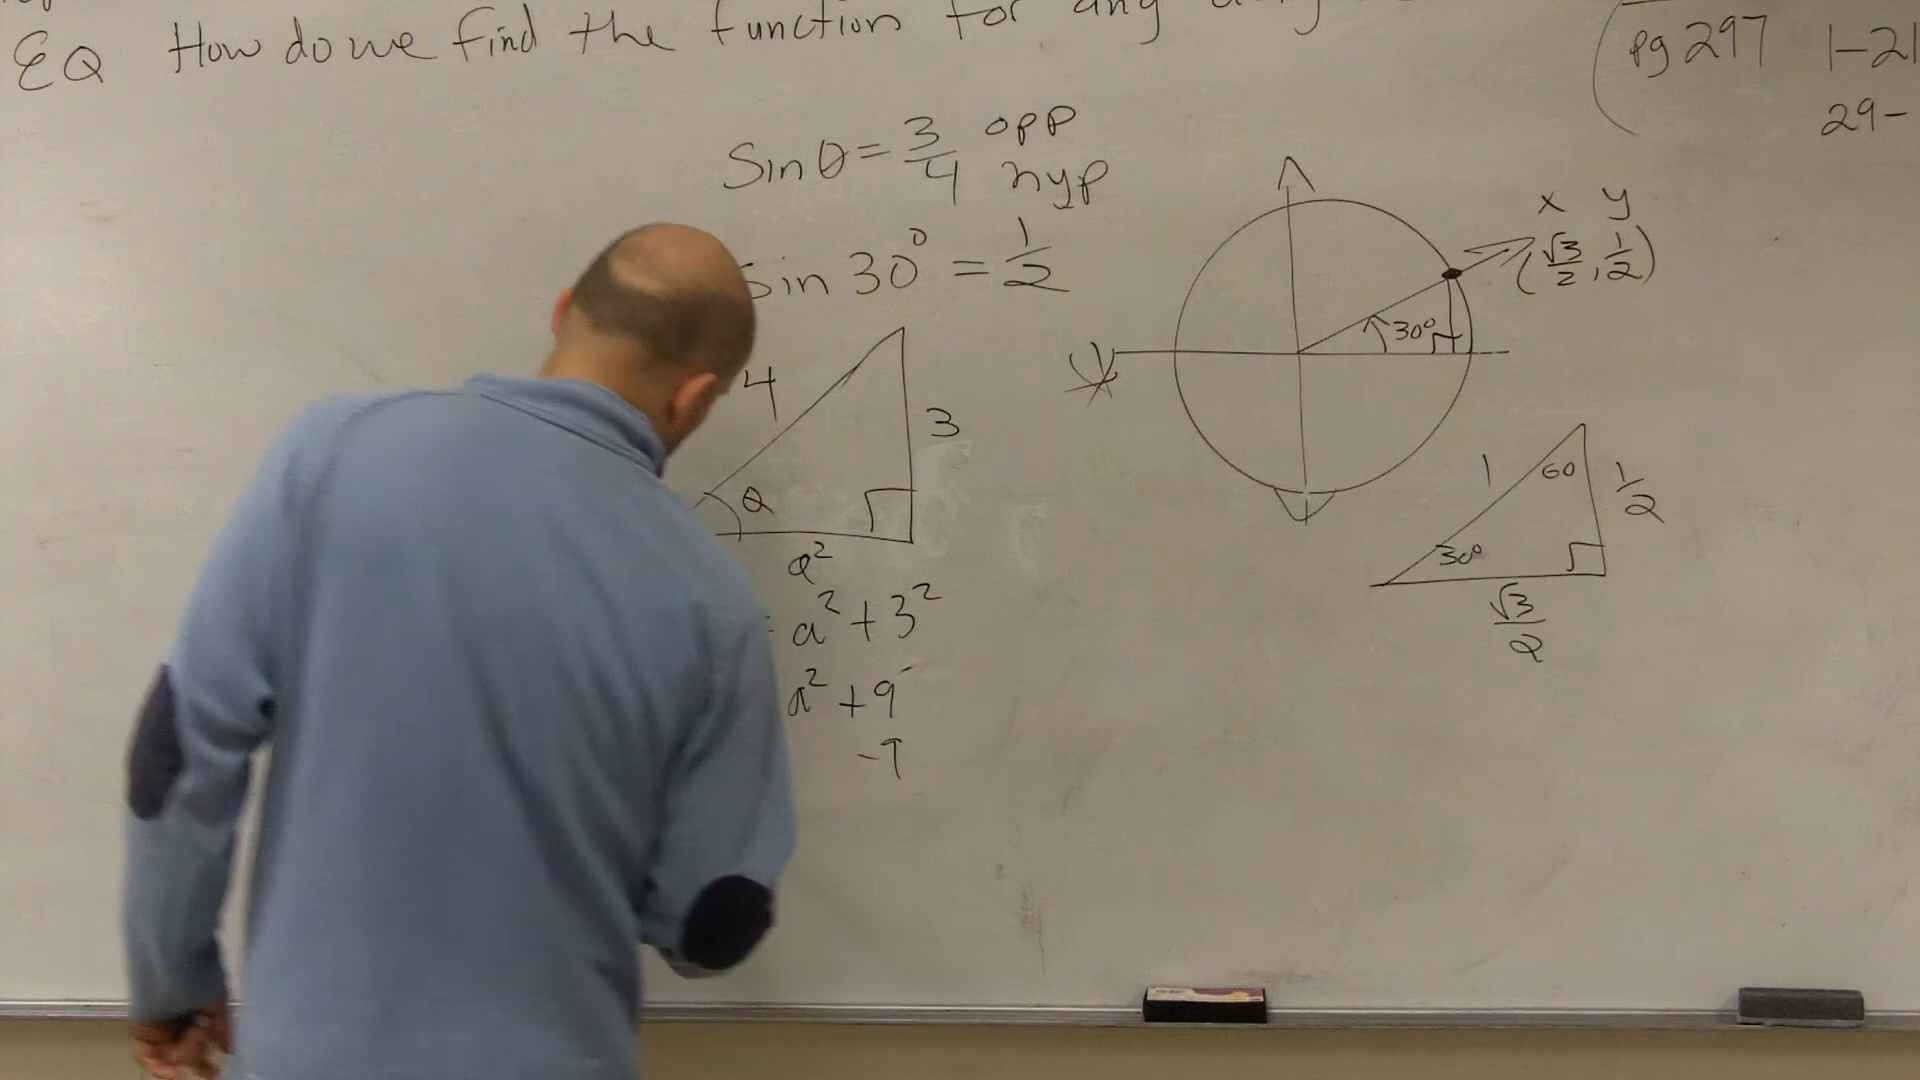 EQ How do we find the function for any
pg 297 1-21
29-
Sinθ = 3/4 opp hyp
Sin 30° = 1/2
x y
(√3/2, 1/2)
30°
4
3
θ
a²
= a² + 3²
a² + 9
-9
1
60
1/2
30°
√3/2